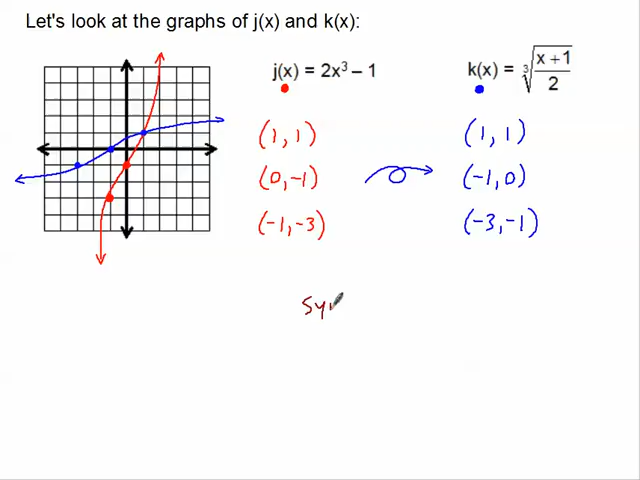 Let's look at the graphs of j(x) and k(x):
j(x) = 2x³ – 1
k(x) = ∛((x + 1)/2)
(1, 1)
(0, -1)
(-1, -3)
(1, 1)
(-1, 0)
(-3, -1)